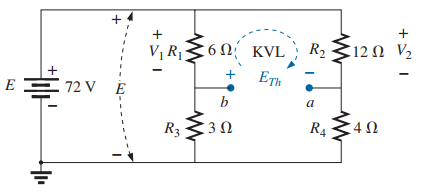 + + +
V1 R1 6 Ω KVL R2 12 Ω V2
− + ETh − −
E + 72 V E b a
−
R3 3 Ω R4 4 Ω
−